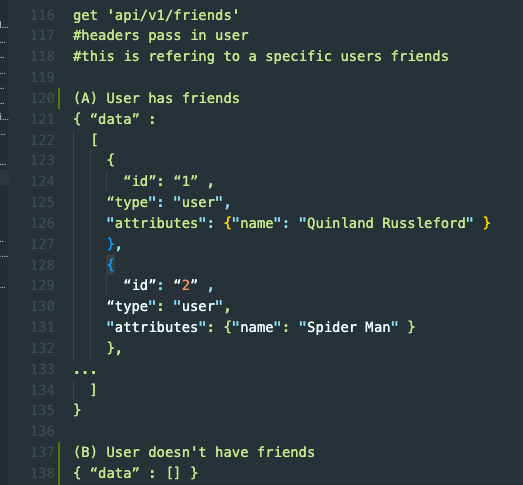 116 get 'api/v1/friends'
117 #headers pass in user
118 #this is refering to a specific users friends
119
120 (A) User has friends
121 { “data” :
122 [
123 {
124 “id”: “1” ,
125 “type": "user",
126 "attributes": {"name": "Quinland Russleford" }
127 },
128 {
129 “id”: “2” ,
130 “type": "user",
131 "attributes": {"name": "Spider Man" }
132 },
133 ...
134 ]
135 }
136
137 (B) User doesn't have friends
138 { “data” : [] }